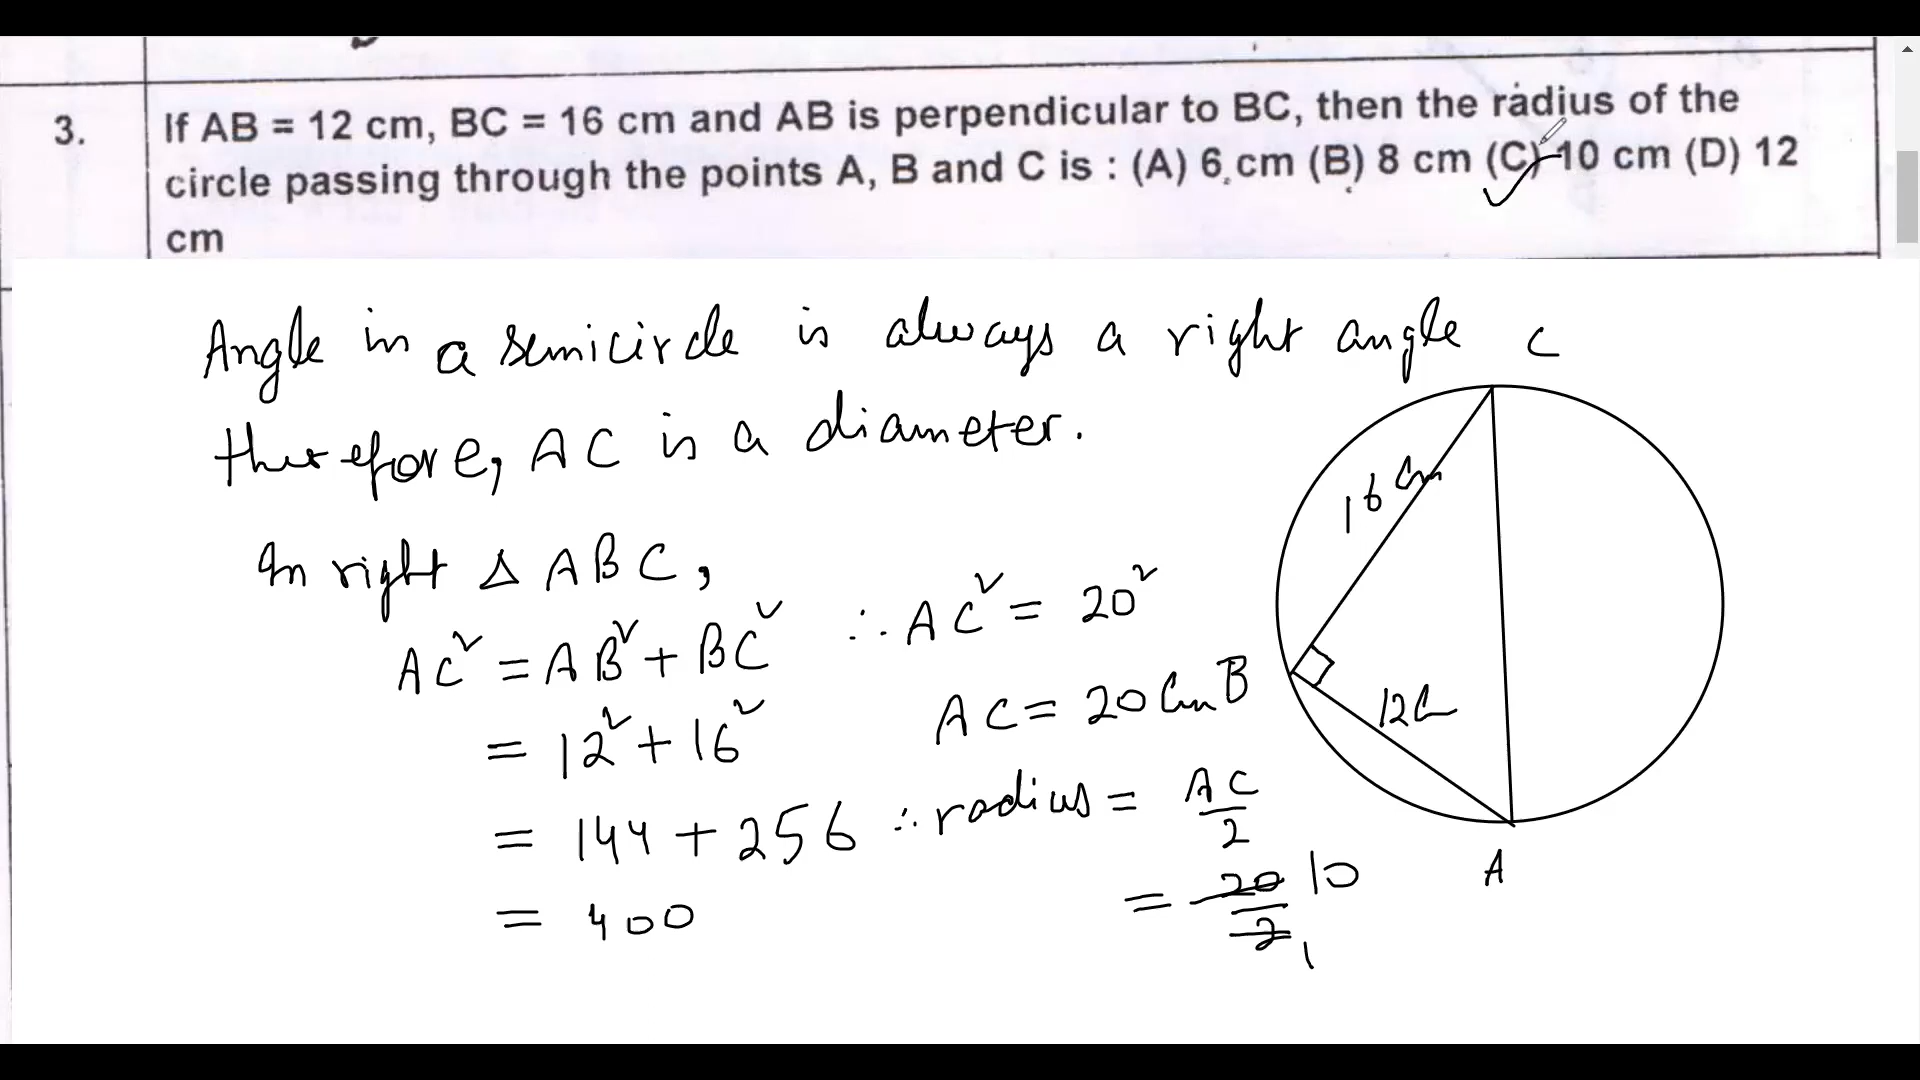 3.
If AB = 12 cm, BC = 16 cm and AB is perpendicular to BC, then the radius of the
circle passing through the points A, B and C is : (A) 6 cm (B) 8 cm (C) 10 cm (D) 12
cm
Angle in a semicircle is always a right angle
therefore, AC is a diameter.
In right △ ABC,
AC² = AB² + BC²
= 12² + 16²
= 144 + 256
= 400
∴ AC² = 20²
AC = 20 cm
∴ radius = AC/2
= 20/2 10
1
C
16 cm
B
12 cm
A